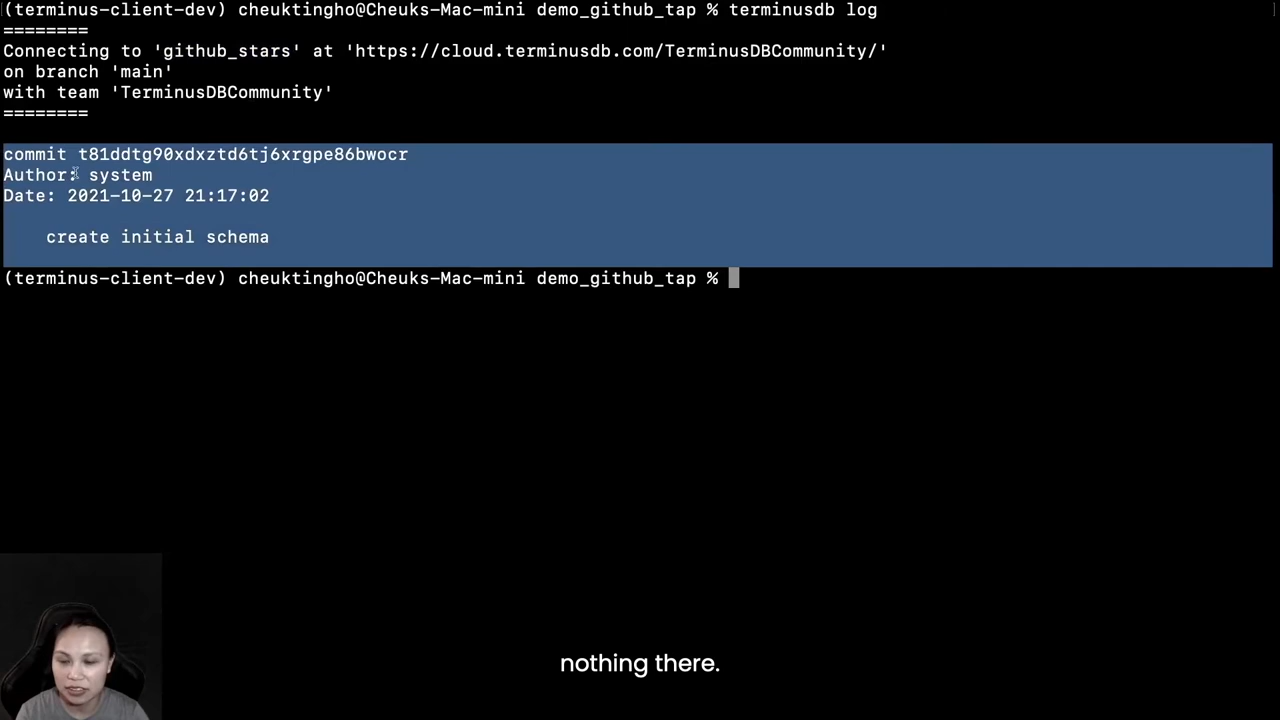 (terminus-client-dev) cheuktingho@Cheuks-Mac-mini demo_github_tap % terminusdb log
========
Connecting to 'github_stars' at 'https://cloud.terminusdb.com/TerminusDBCommunity/'
on branch 'main'
with team 'TerminusDBCommunity'
========
commit t81ddtg90xdxztd6tj6xrgpe86bwocr
Author: system
Date: 2021-10-27 21:17:02
create initial schema
(terminus-client-dev) cheuktingho@Cheuks-Mac-mini demo_github_tap %
nothing there.